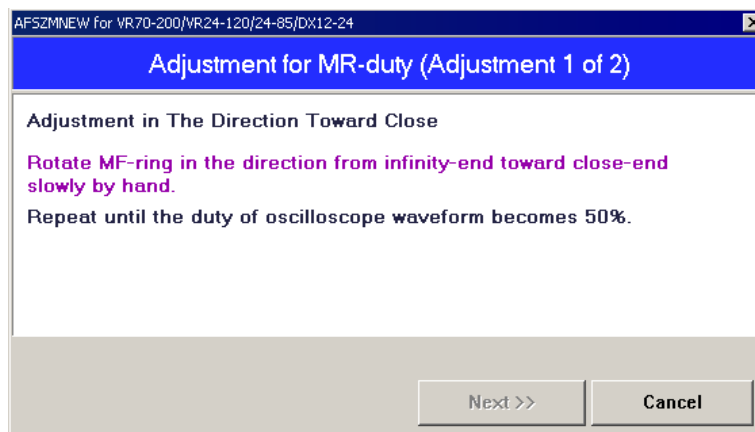 AFSZMNEW for VR70-200/VR24-120/24-85/DX12-24
Adjustment for MR-duty (Adjustment 1 of 2)
Adjustment in The Direction Toward Close
Rotate MF-ring in the direction from infinity-end toward close-end
slowly by hand.
Repeat until the duty of oscilloscope waveform becomes 50%.
Next >>
Cancel